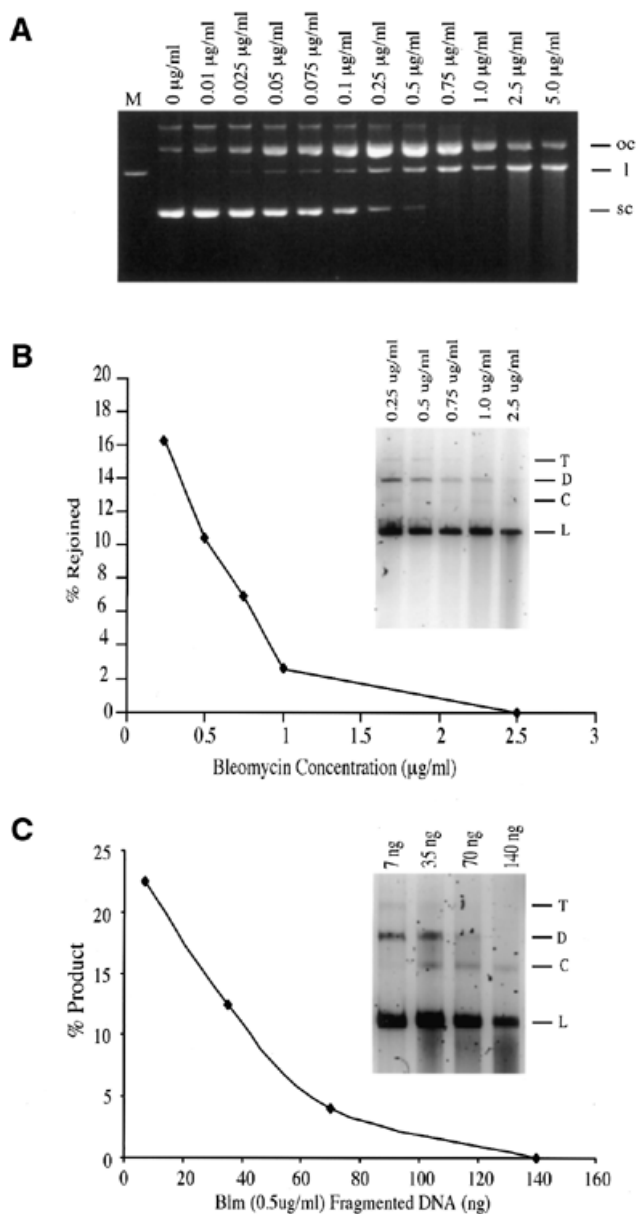 A
M
0 µg/ml
0.01 µg/ml
0.025 µg/ml
0.05 µg/ml
0.075 µg/ml
0.1 µg/ml
0.25 µg/ml
0.5 µg/ml
0.75 µg/ml
1.0 µg/ml
2.5 µg/ml
5.0 µg/ml
oc
l
sc
B
0.25 ug/ml
0.5 ug/ml
0.75 ug/ml
1.0 ug/ml
2.5 ug/ml
T
D
C
L
% Rejoined
20
18
16
14
12
10
8
6
4
2
0
0
0.5
1
1.5
2
2.5
3
Bleomycin Concentration (µg/ml)
C
7 ng
35 ng
70 ng
140 ng
T
D
C
L
% Product
25
20
15
10
5
0
0
20
40
60
80
100
120
140
160
Blm (0.5ug/ml) Fragmented DNA (ng)